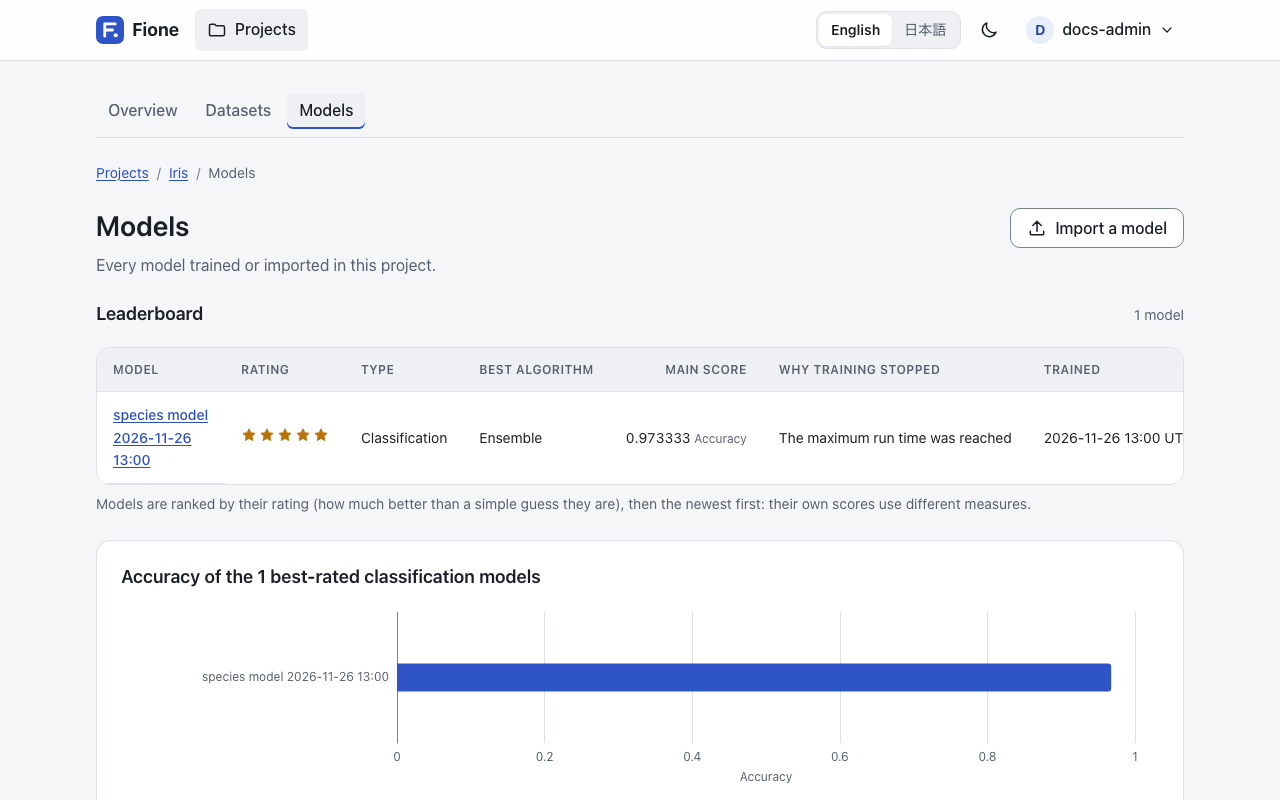 F. Fione Projects English 日本語 D docs-admin
Overview Datasets Models
Projects / Iris / Models
Models
Import a model
Every model trained or imported in this project.
Leaderboard
1 model
MODEL RATING TYPE BEST ALGORITHM MAIN SCORE WHY TRAINING STOPPED TRAINED
species model
2026-11-26
13:00
Classification Ensemble 0.973333 Accuracy The maximum run time was reached 2026-11-26 13:00 UT
Models are ranked by their rating (how much better than a simple guess they are), then the newest first: their own scores use different measures.
Accuracy of the 1 best-rated classification models
species model 2026-11-26 13:00
0 0.2 0.4 0.6 0.8 1
Accuracy